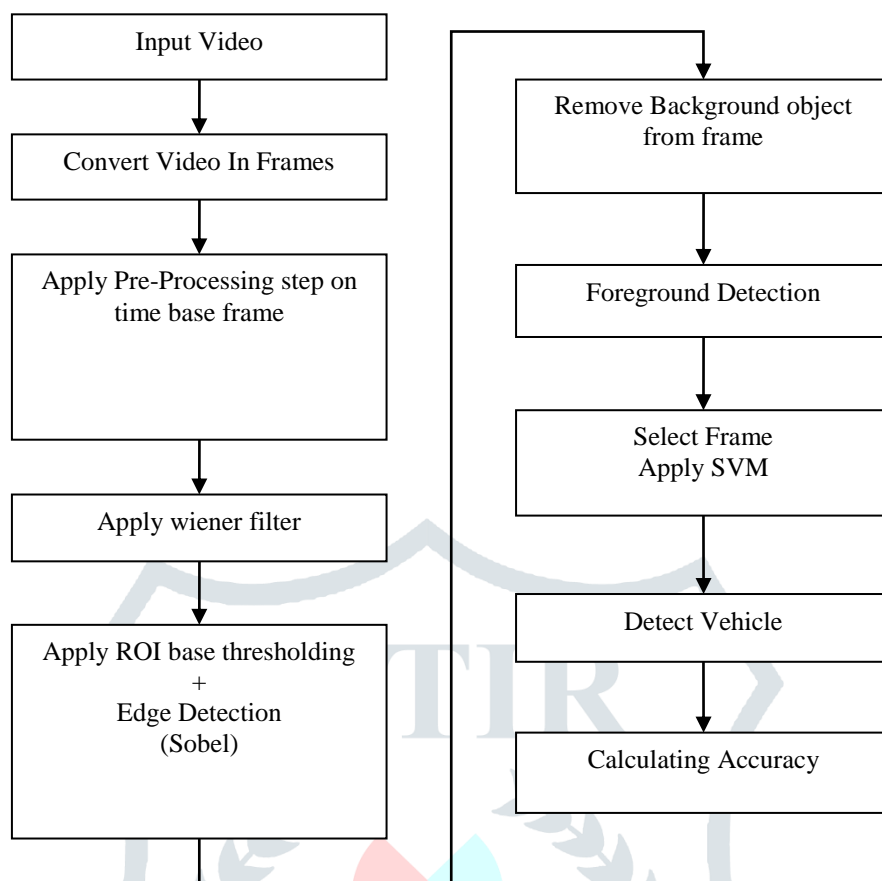 Input Video
Convert Video In Frames
Apply Pre-Processing step on
time base frame
Apply wiener filter
Apply ROI base thresholding
+
Edge Detection
(Sobel)
Remove Background object
from frame
Foreground Detection
Select Frame
Apply SVM
Detect Vehicle
Calculating Accuracy